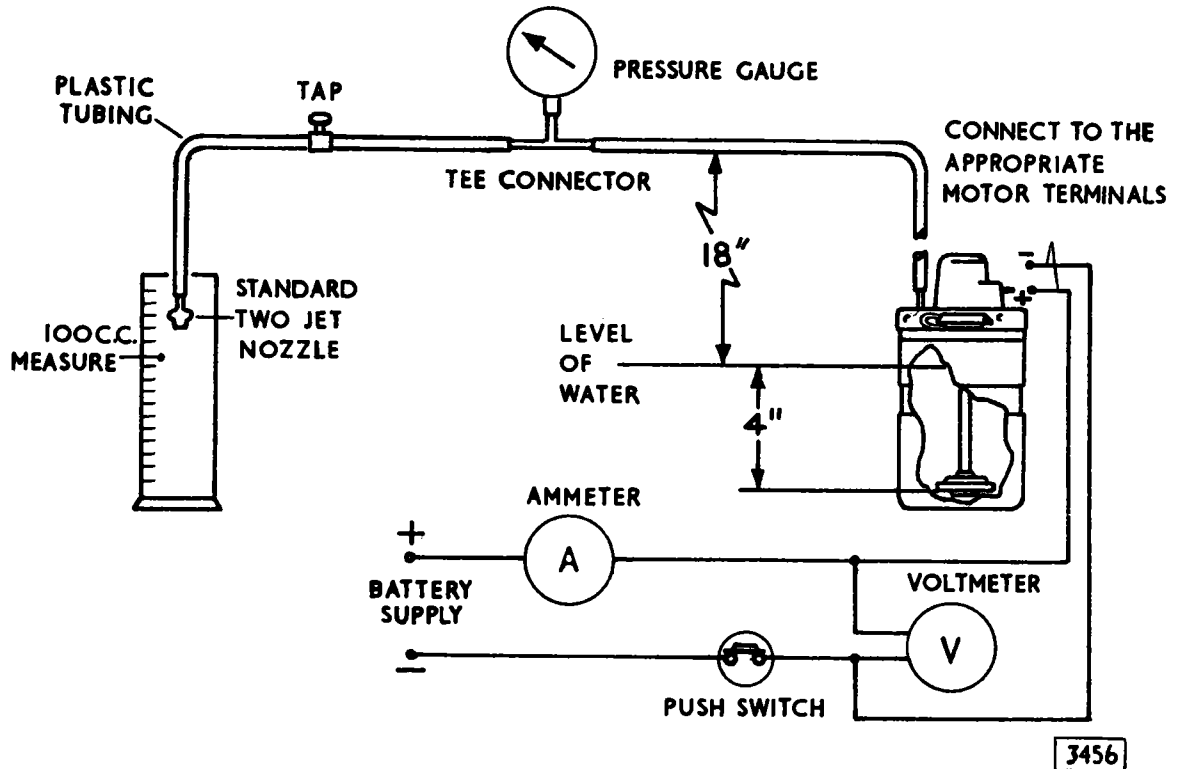 PLASTIC
TUBING
TAP
PRESSURE GAUGE
TEE CONNECTOR
CONNECT TO THE
APPROPRIATE
MOTOR TERMINALS
18"
-
+
STANDARD
TWO JET
NOZZLE
100C.C.
MEASURE
LEVEL
OF
WATER
4"
AMMETER
+
A
BATTERY
SUPPLY
-
VOLTMETER
V
PUSH SWITCH
3456